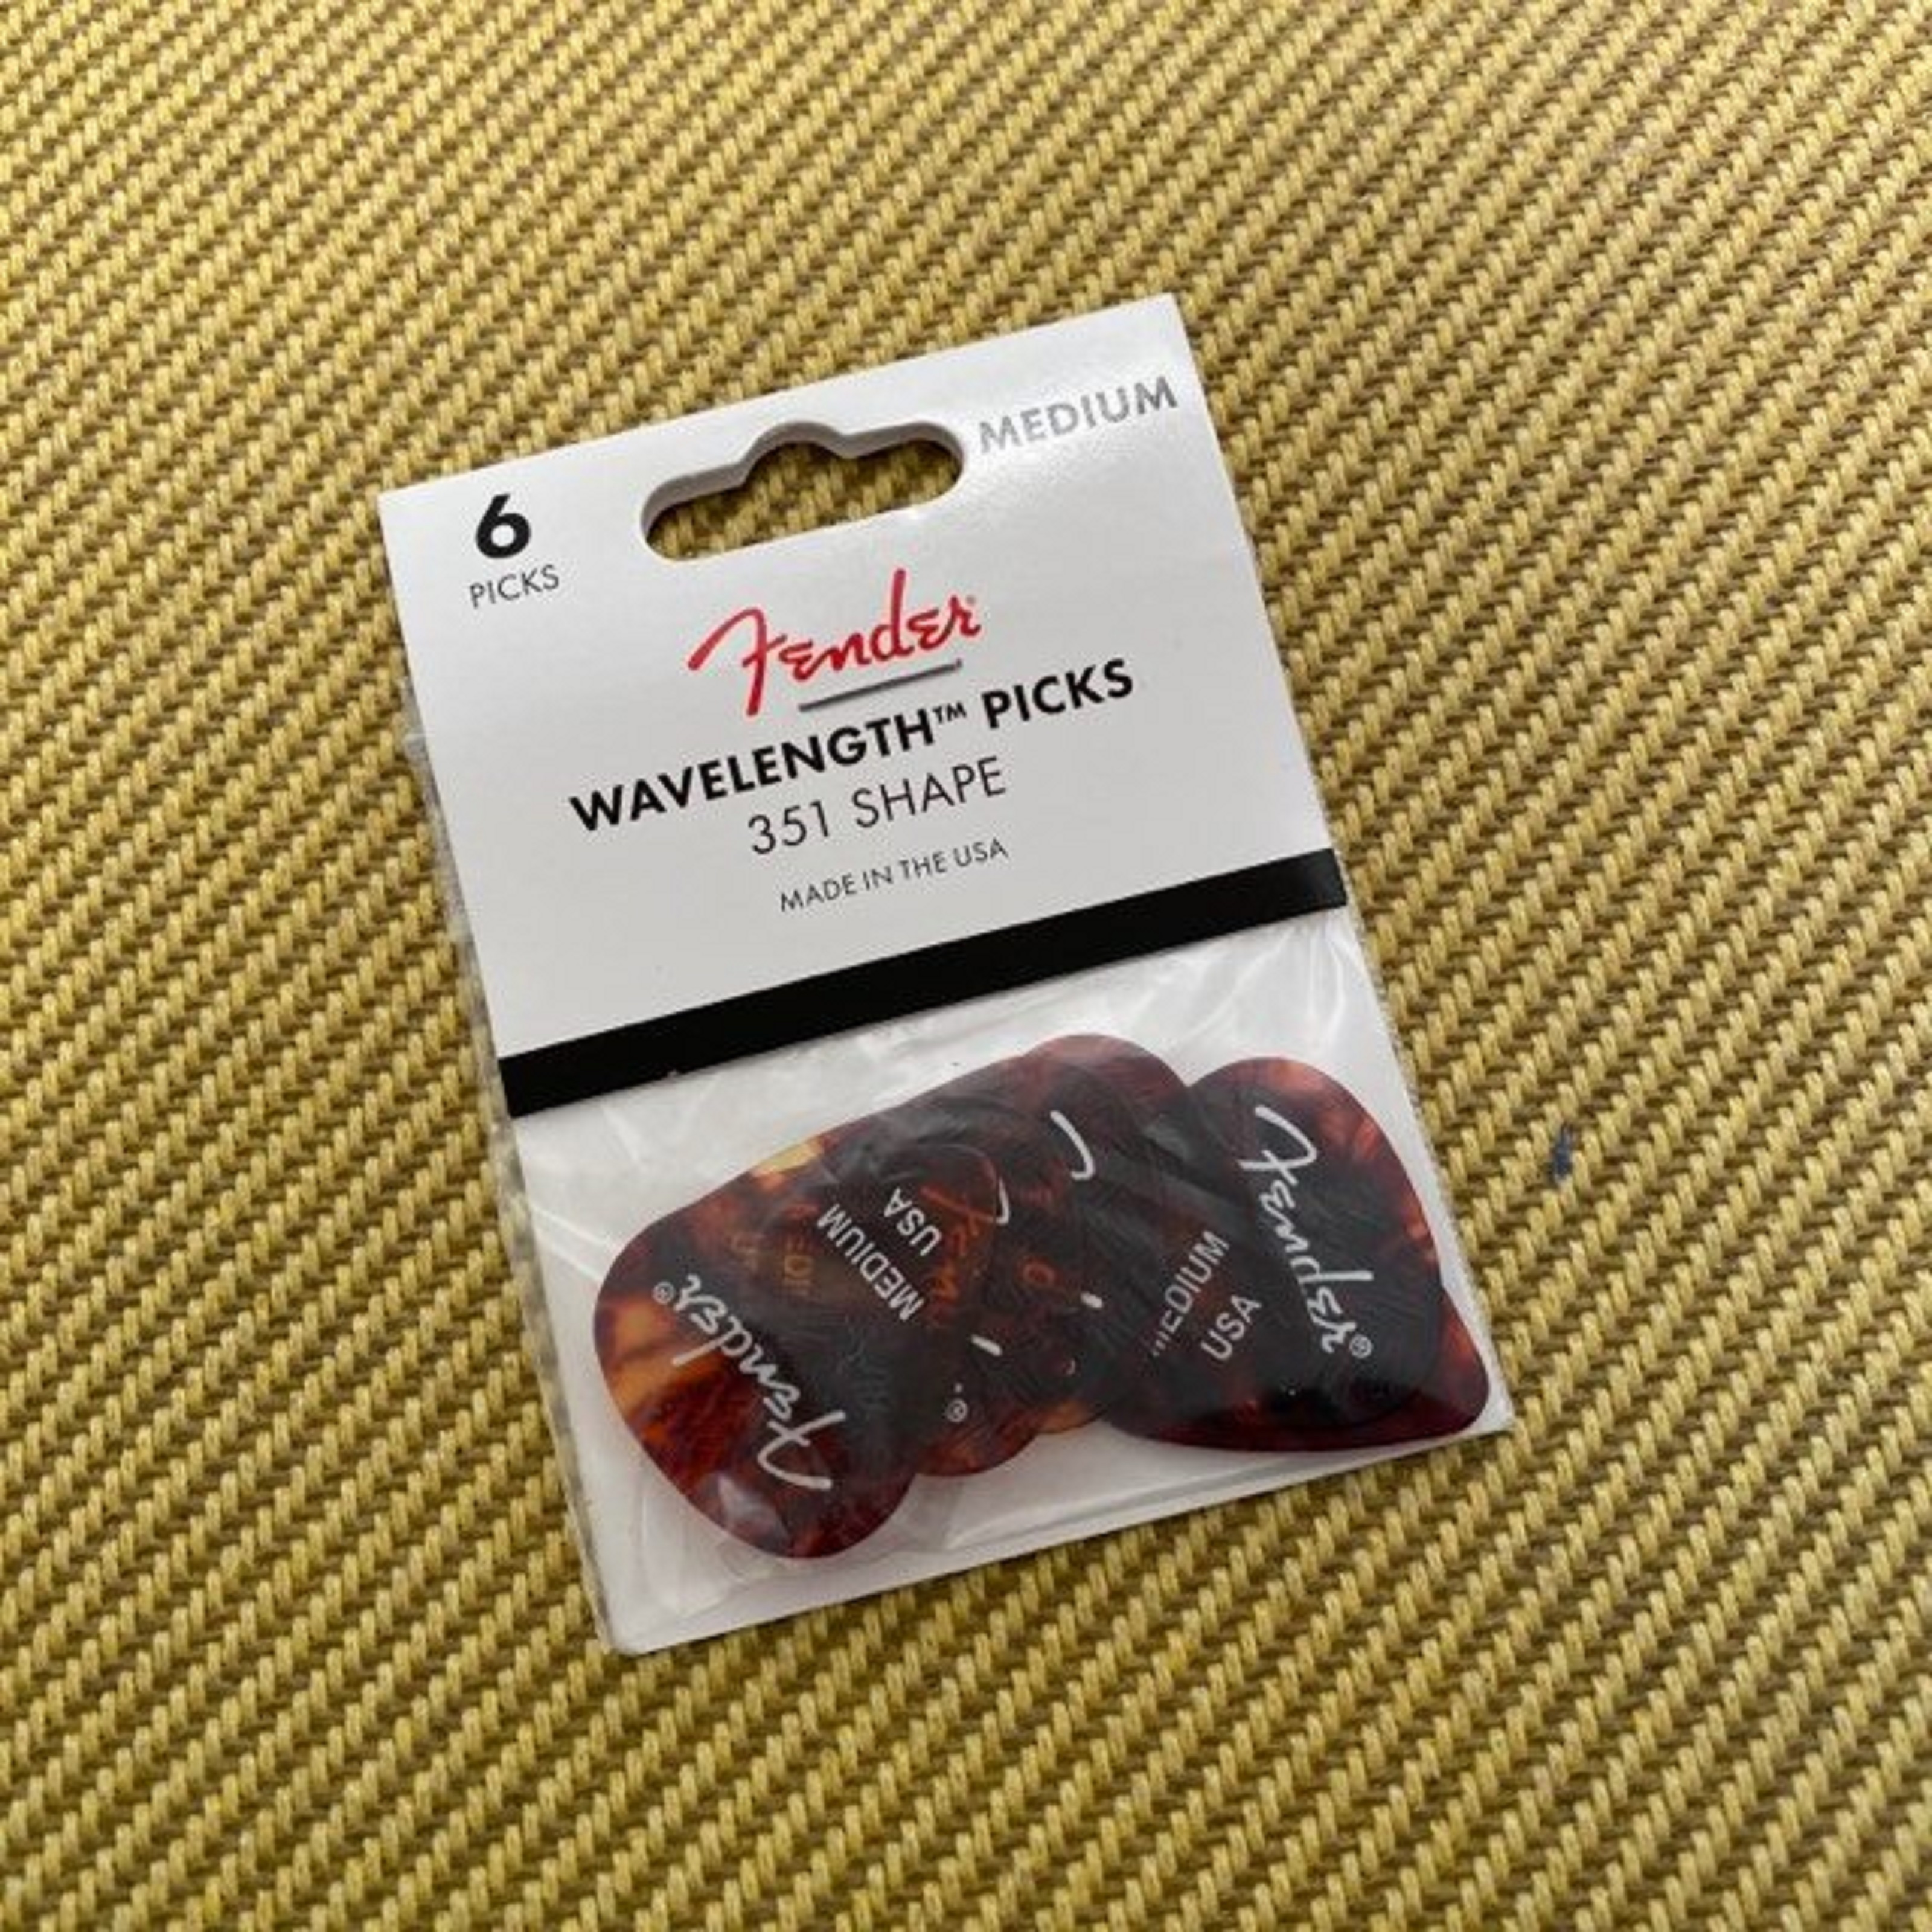 6
PICKS
MEDIUM
Fender®
WAVELENGTH™ PICKS
351 SHAPE
MADE IN THE USA
Fender®
MEDIUM
USA
Fender®
MEDIUM
USA
®